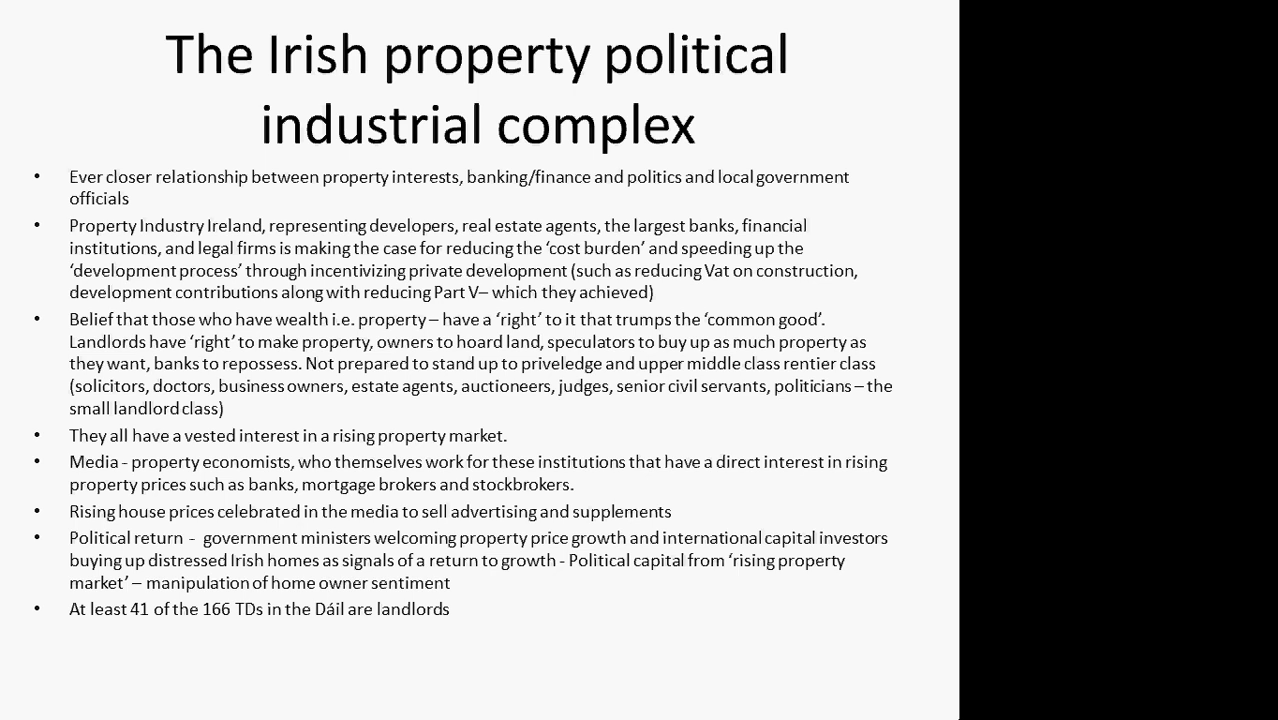 The Irish property political
industrial complex
• Ever closer relationship between property interests, banking/finance and politics and local government
officials
• Property Industry Ireland, representing developers, real estate agents, the largest banks, financial
institutions, and legal firms is making the case for reducing the ‘cost burden’ and speeding up the
‘development process’ through incentivizing private development (such as reducing Vat on construction,
development contributions along with reducing Part V– which they achieved)
• Belief that those who have wealth i.e. property – have a ‘right’ to it that trumps the ‘common good’.
Landlords have ‘right’ to make property, owners to hoard land, speculators to buy up as much property as
they want, banks to repossess. Not prepared to stand up to priveledge and upper middle class rentier class
(solicitors, doctors, business owners, estate agents, auctioneers, judges, senior civil servants, politicians – the
small landlord class)
• They all have a vested interest in a rising property market.
• Media - property economists, who themselves work for these institutions that have a direct interest in rising
property prices such as banks, mortgage brokers and stockbrokers.
• Rising house prices celebrated in the media to sell advertising and supplements
• Political return - government ministers welcoming property price growth and international capital investors
buying up distressed Irish homes as signals of a return to growth - Political capital from ‘rising property
market’ – manipulation of home owner sentiment
• At least 41 of the 166 TDs in the Dáil are landlords